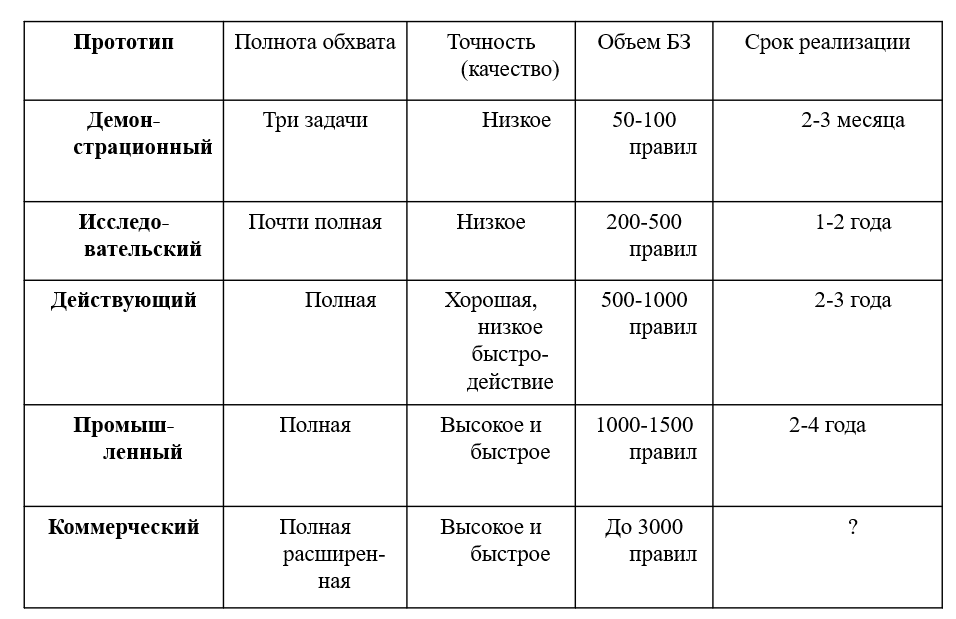 Прототип
Полнота обхвата
Точность
(качество)
Объем БЗ
Срок реализации
Демон-
страционный
Три задачи
Низкое
50-100
правил
2-3 месяца
Исследо-
вательский
Почти полная
Низкое
200-500
правил
1-2 года
Действующий
Полная
Хорошая,
низкое
быстро-
действие
500-1000
правил
2-3 года
Промыш-
ленный
Полная
Высокое и
быстрое
1000-1500
правил
2-4 года
Коммерческий
Полная
расширен-
ная
Высокое и
быстрое
До 3000
правил
?